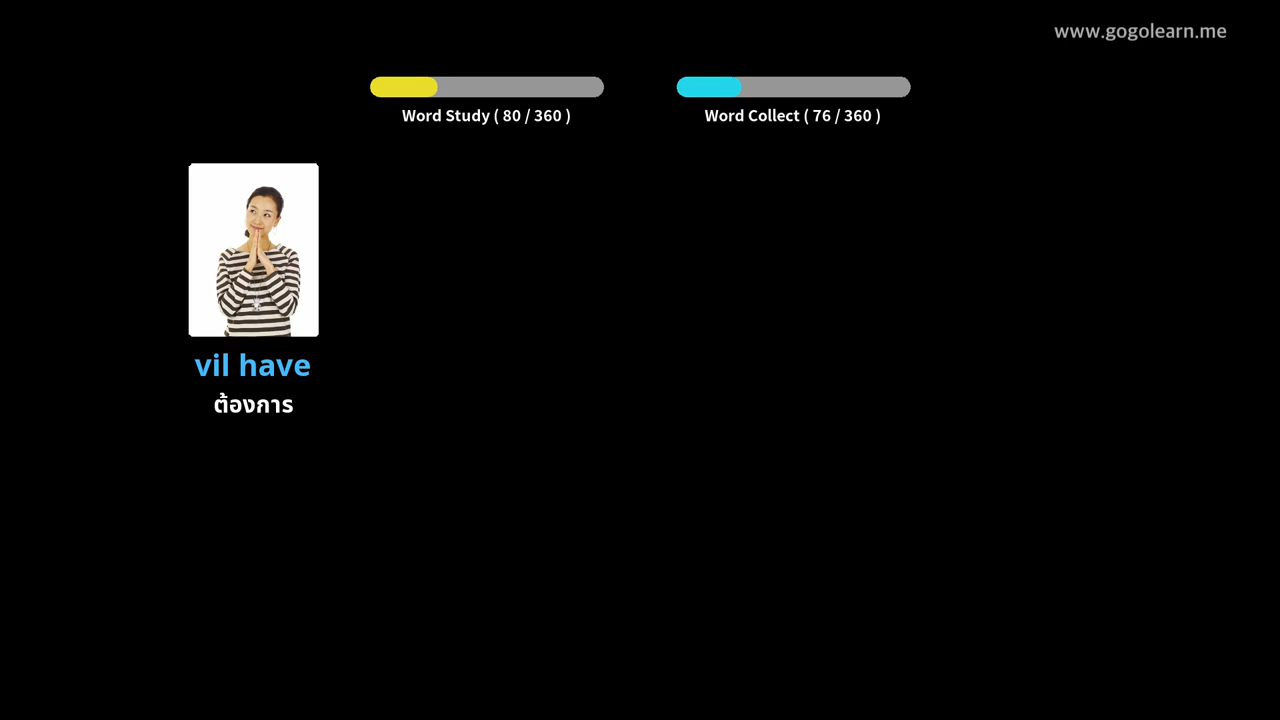 www.gogolearn.me
Word Study ( 80 / 360 )
Word Collect ( 76 / 360 )
vil have
ต้องการ